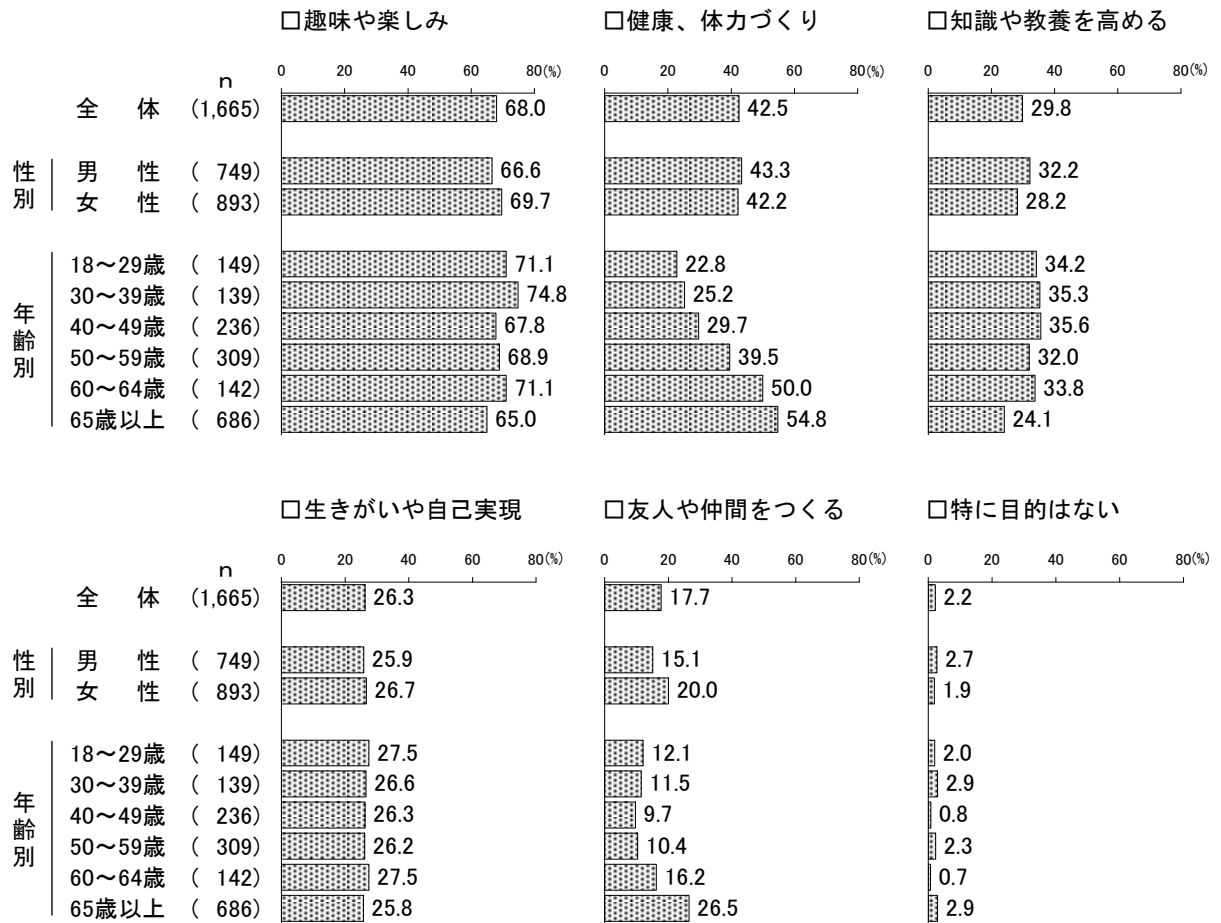 □趣味や楽しみ □健康、体力づくり □知識や教養を高める
n 0 20 40 60 80(%) 0 20 40 60 80(%) 0 20 40 60 80(%)
全 体 (1,665) 68.0 42.5 29.8
性別
男 性 ( 749) 66.6 43.3 32.2
女 性 ( 893) 69.7 42.2 28.2
年齢別
18～29歳 ( 149) 71.1 22.8 34.2
30～39歳 ( 139) 74.8 25.2 35.3
40～49歳 ( 236) 67.8 29.7 35.6
50～59歳 ( 309) 68.9 39.5 32.0
60～64歳 ( 142) 71.1 50.0 33.8
65歳以上 ( 686) 65.0 54.8 24.1
□生きがいや自己実現 □友人や仲間をつくる □特に目的はない
n 0 20 40 60 80(%) 0 20 40 60 80(%) 0 20 40 60 80(%)
全 体 (1,665) 26.3 17.7 2.2
性別
男 性 ( 749) 25.9 15.1 2.7
女 性 ( 893) 26.7 20.0 1.9
年齢別
18～29歳 ( 149) 27.5 12.1 2.0
30～39歳 ( 139) 26.6 11.5 2.9
40～49歳 ( 236) 26.3 9.7 0.8
50～59歳 ( 309) 26.2 10.4 2.3
60～64歳 ( 142) 27.5 16.2 0.7
65歳以上 ( 686) 25.8 26.5 2.9